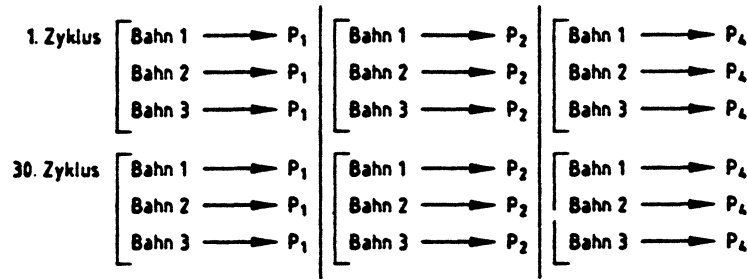 1. Zyklus Bahn 1 P₁ Bahn 1 P₂ Bahn 1 P₄
Bahn 2 P₁ Bahn 2 P₂ Bahn 2 P₄
Bahn 3 P₁ Bahn 3 P₂ Bahn 3 P₄
30. Zyklus Bahn 1 P₁ Bahn 1 P₂ Bahn 1 P₄
Bahn 2 P₁ Bahn 2 P₂ Bahn 2 P₄
Bahn 3 P₁ Bahn 3 P₂ Bahn 3 P₄